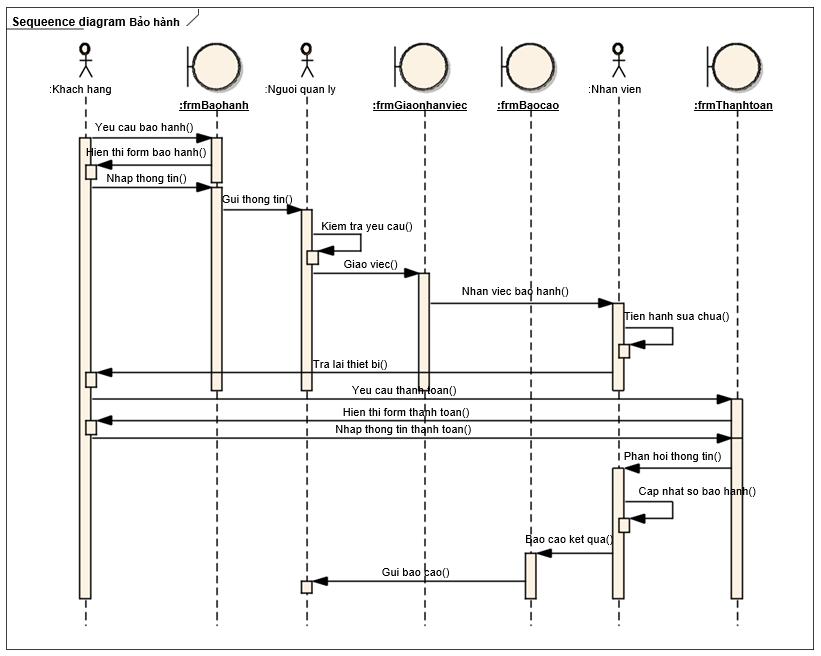 Sequeence diagram Bảo hành
:Khach hang
:frmBaohanh
:Nguoi quan ly
:frmGiaonhanviec
:frmBaocao
:Nhan vien
:frmThanhtoan
Yeu cau bao hanh()
Hien thi form bao hanh()
Nhap thong tin()
Gui thong tin()
Kiem tra yeu cau()
Giao viec()
Nhan viec bao hanh()
Tien hanh sua chua()
Tra lai thiet bi()
Yeu cau thanh toan()
Hien thi form thanh toan()
Nhap thong tin thanh toan()
Phan hoi thong tin()
Cap nhat so bao hanh()
Bao cao ket qua()
Gui bao cao()